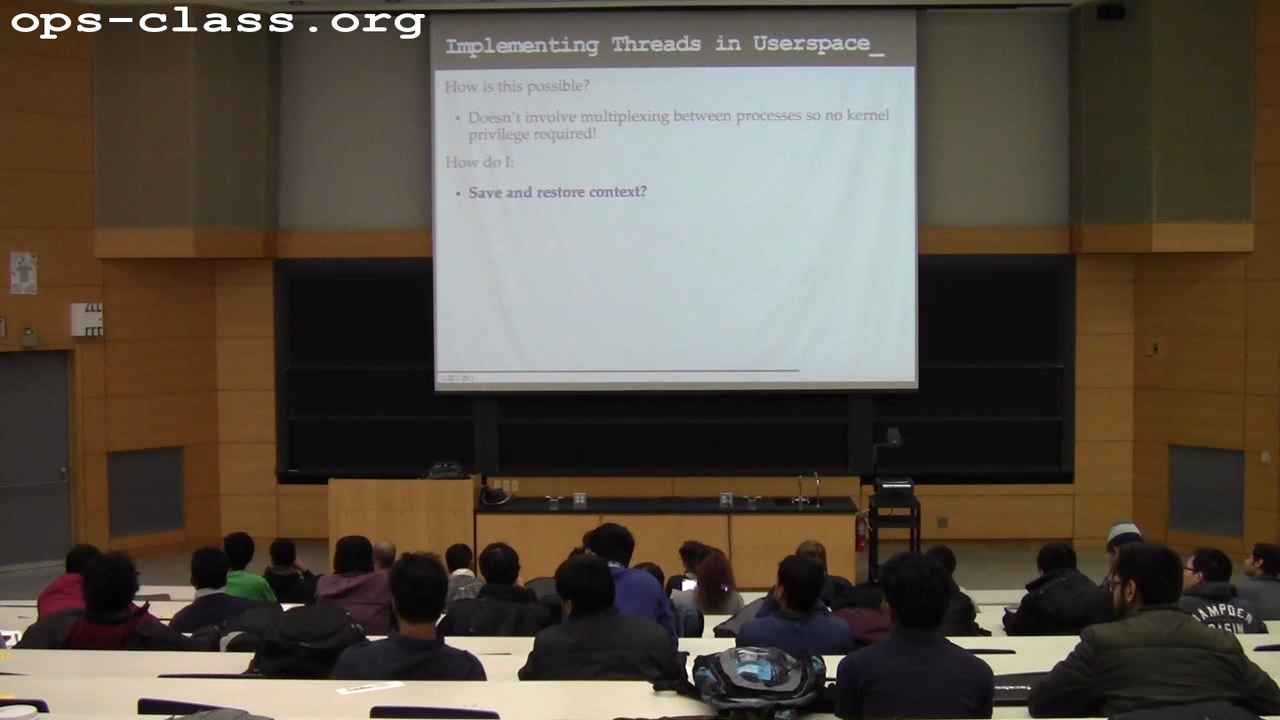 ops-class.org
Implementing Threads in Userspace_
How is this possible?
• Doesn't involve multiplexing between processes so no kernel
privilege required!
How do I:
• Save and restore context?
HAMPDEN